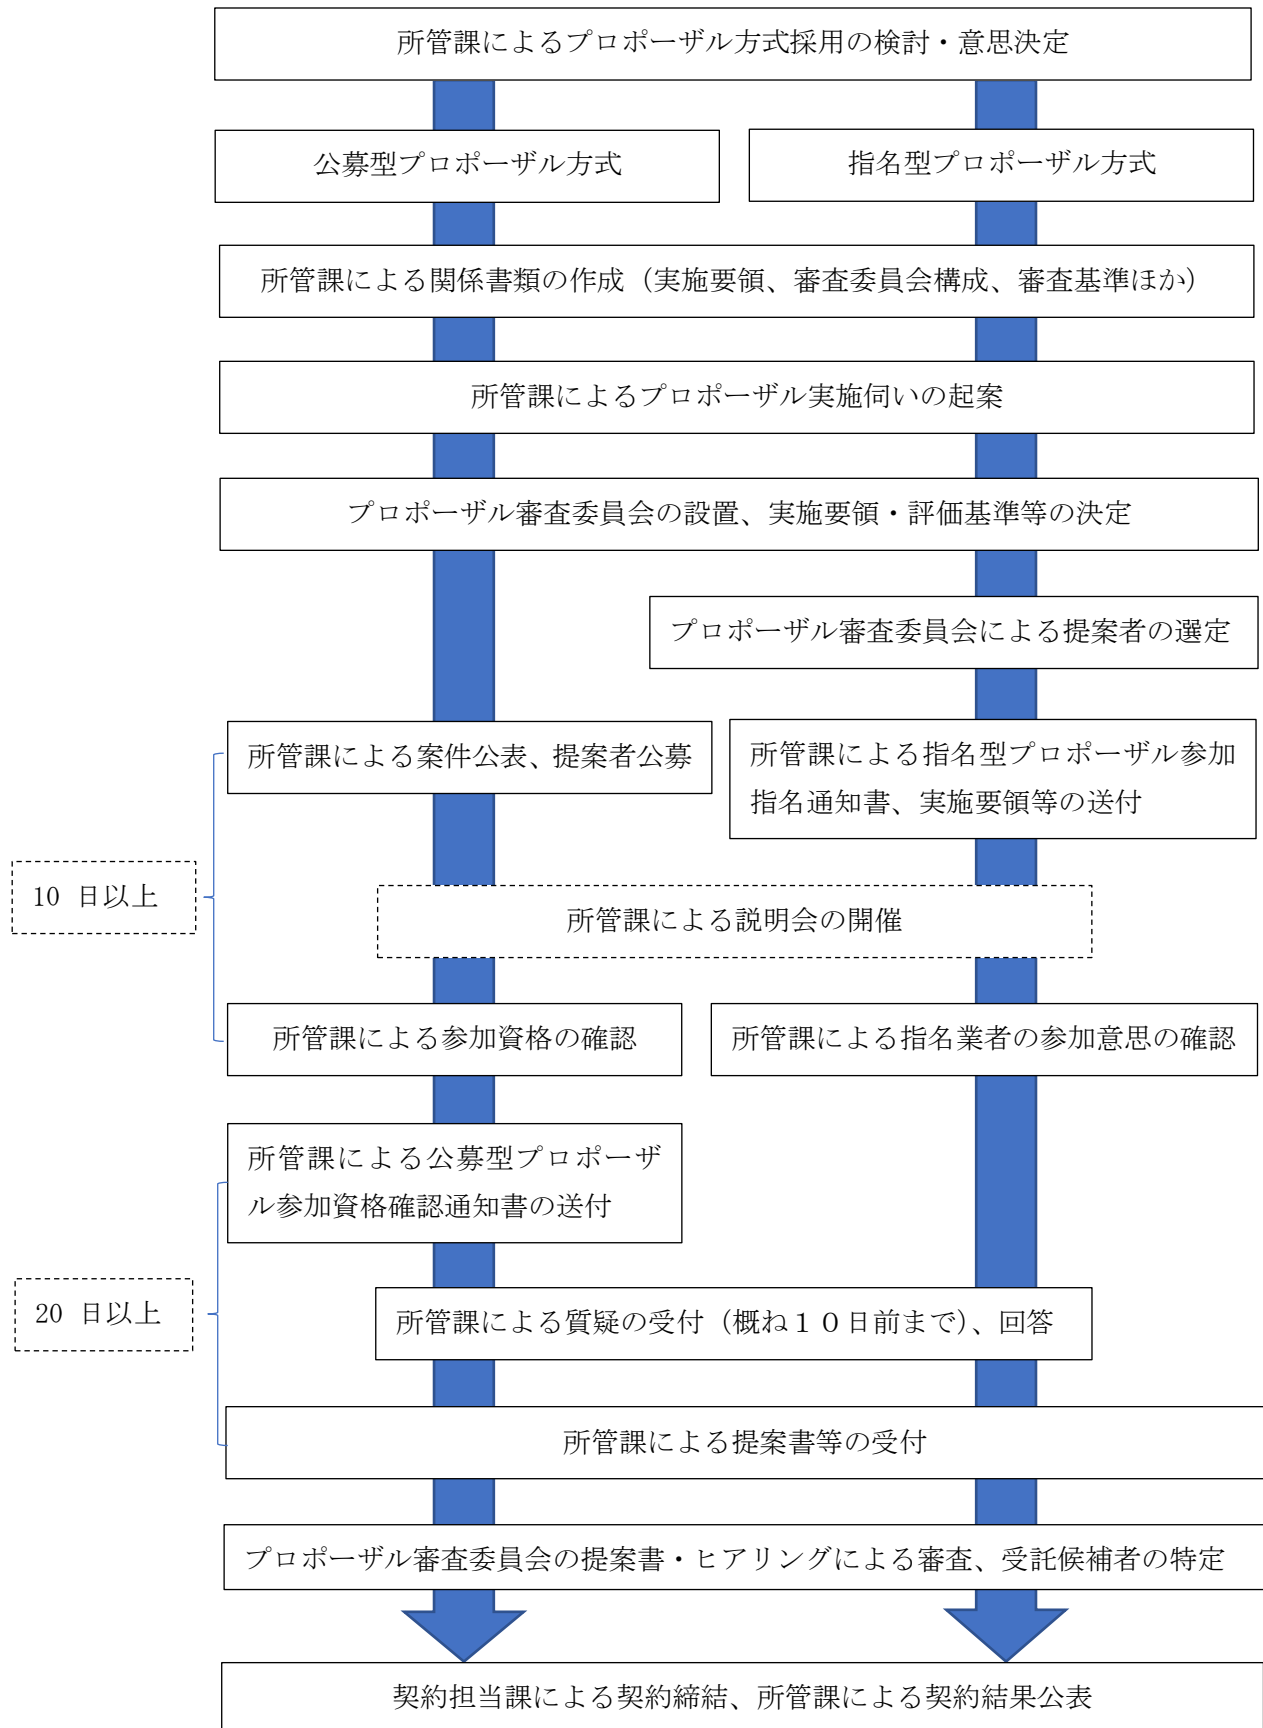 所管課によるプロポーザル方式採用の検討・意思決定
公募型プロポーザル方式
指名型プロポーザル方式
所管課による関係書類の作成（実施要領、審査委員会構成、審査基準ほか）
所管課によるプロポーザル実施伺いの起案
プロポーザル審査委員会の設置、実施要領・評価基準等の決定
プロポーザル審査委員会による提案者の選定
所管課による案件公表、提案者公募
所管課による指名型プロポーザル参加
指名通知書、実施要領等の送付
10 日以上
所管課による説明会の開催
所管課による参加資格の確認
所管課による指名業者の参加意思の確認
所管課による公募型プロポーザ
ル参加資格確認通知書の送付
20 日以上
所管課による質疑の受付（概ね１０日前まで）、回答
所管課による提案書等の受付
プロポーザル審査委員会の提案書・ヒアリングによる審査、受託候補者の特定
契約担当課による契約締結、所管課による契約結果公表